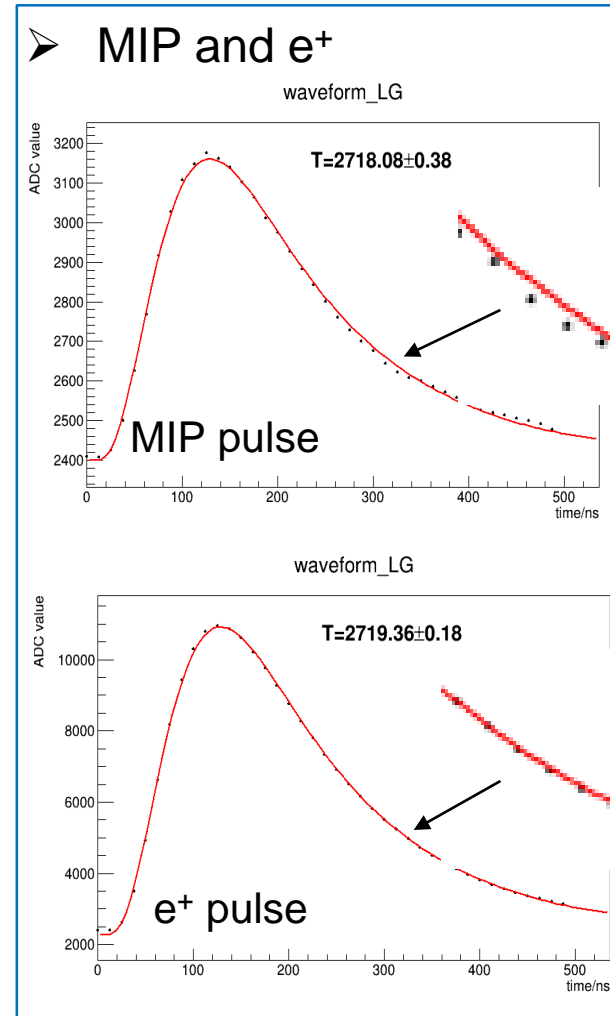 ➢ MIP and e⁺
waveform_LG
ADC value
T=2718.08±0.38
3200
3100
3000
2900
2800
2700
2600
2500
2400
MIP pulse
0 100 200 300 400 500
time/ns
waveform_LG
ADC value
T=2719.36±0.18
10000
8000
6000
4000
2000
e⁺ pulse
0 100 200 300 400 500
time/ns